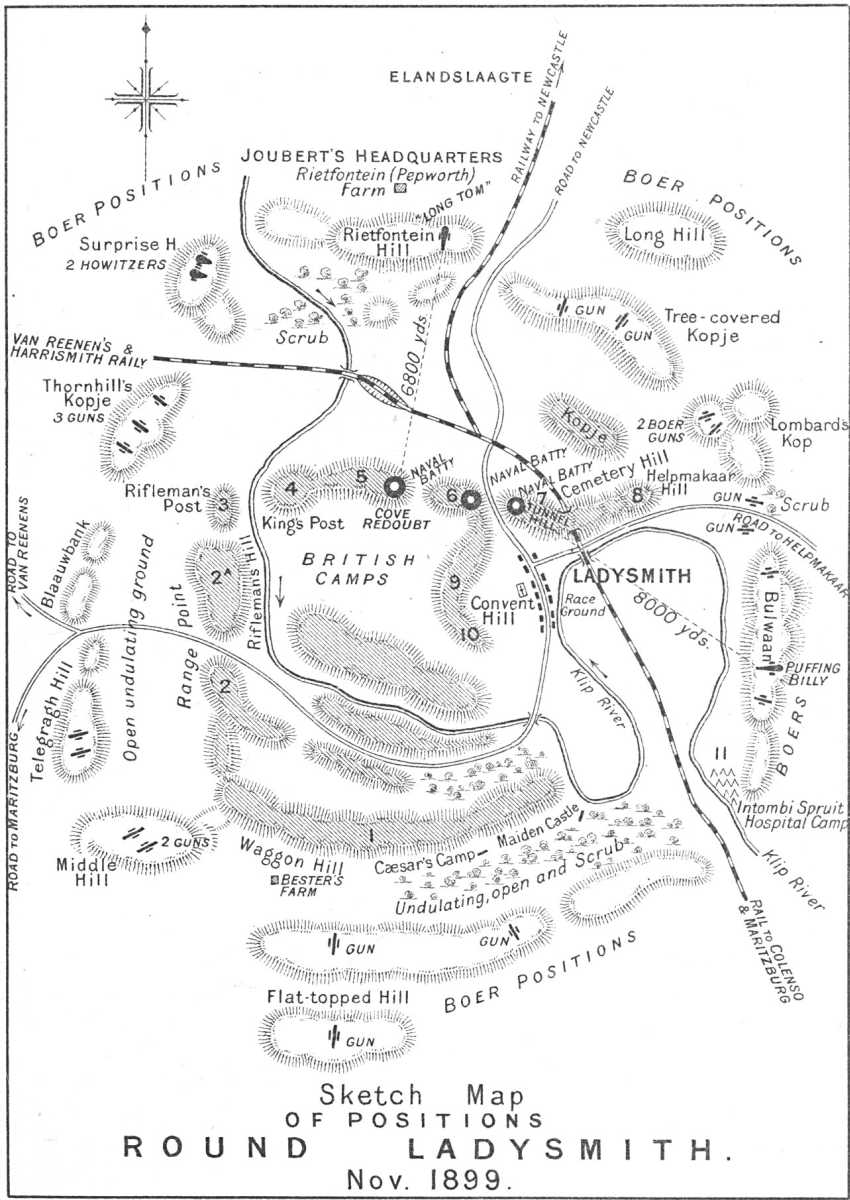 ELANDSLAAGTE
RAILWAY TO NEWCASTLE
ROAD TO NEWCASTLE
JOUBERT'S HEADQUARTERS
Rietfontein (Pepworth)
Farm
BOER POSITIONS
BOER POSITIONS
"LONG TOM"
Rietfontein
Hill
Long Hill
Surprise H.
2 HOWITZERS
Scrub
6800 yds.
GUN
GUN
Tree-covered
Kopje
VAN REENEN'S &
HARRISMITH RAILY
Thornhill's
Kopje
3 GUNS
Kopje
2 BOER
GUNS
Lombard's
Kop
Rifleman's
Post
3
4
5
King's Post
NAVAL
BATTY
COVE
REDOUBT
6
NAVAL BATTY
NAVAL BATTY
7
TUNNEL
HILL
Cemetery Hill
8
Helpmakaar
Hill
GUN
Scrub
GUN
ROAD TO HELPMAKAAR
ROAD TO
VAN REENENS
Blaauwbank
Open undulating ground
Range point
2A
Rifleman's Hill
BRITISH
CAMPS
9
10
Convent
Hill
LADYSMITH
Race
Ground
8000 yds.
Bulwaan
PUFFING
BILLY
BOERS
Telegragh Hill
2
Klip River
11
Intombi Spruit
Hospital Camp
ROAD TO MARITZBURG
2 GUNS
Middle
Hill
1
Waggon Hill
BESTER'S
FARM
Cæsar's Camp
Maiden Castle
Undulating, open and Scrub
Klip River
RAIL TO COLENSO
& MARITZBURG
GUN
GUN
BOER POSITIONS
Flat-topped Hill
GUN
Sketch Map
OF POSITIONS
ROUND LADYSMITH.
Nov. 1899.